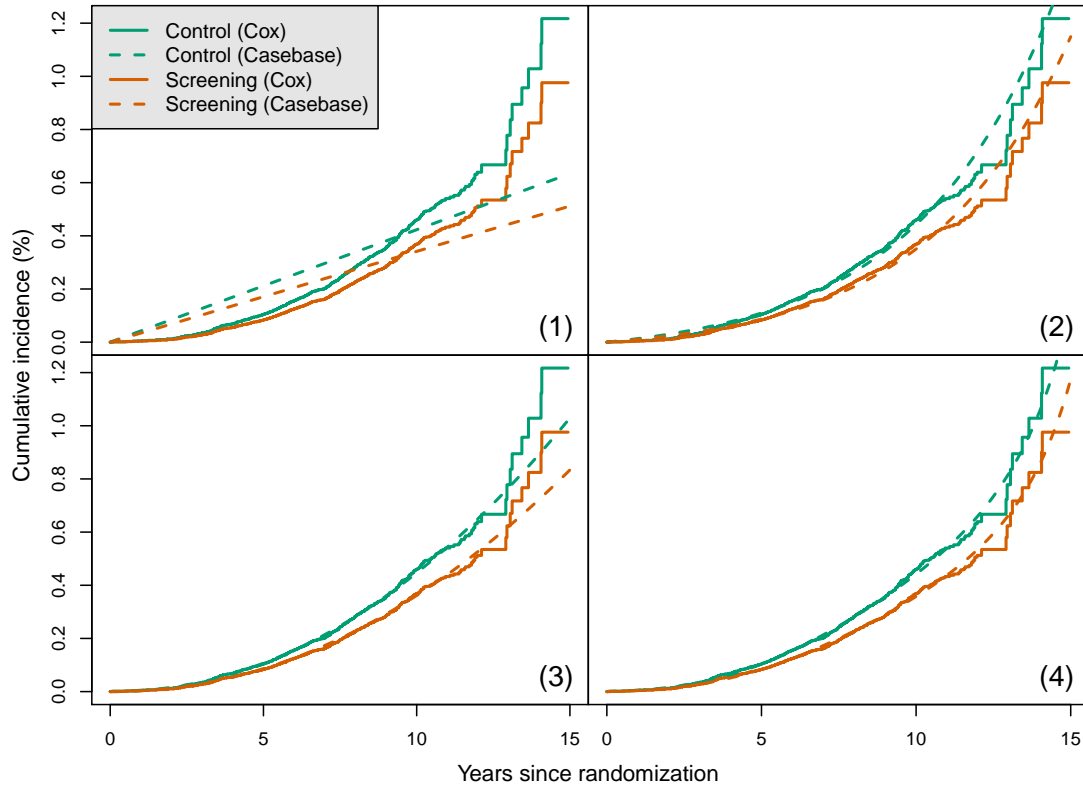 Control (Cox)
Control (Casebase)
Screening (Cox)
Screening (Casebase)
0.0 0.2 0.4 0.6 0.8 1.0 1.2
(1)
(2)
0.0 0.2 0.4 0.6 0.8 1.0 1.2
(3)
(4)
Cumulative incidence (%)
0 5 10 15
0 5 10 15
Years since randomization